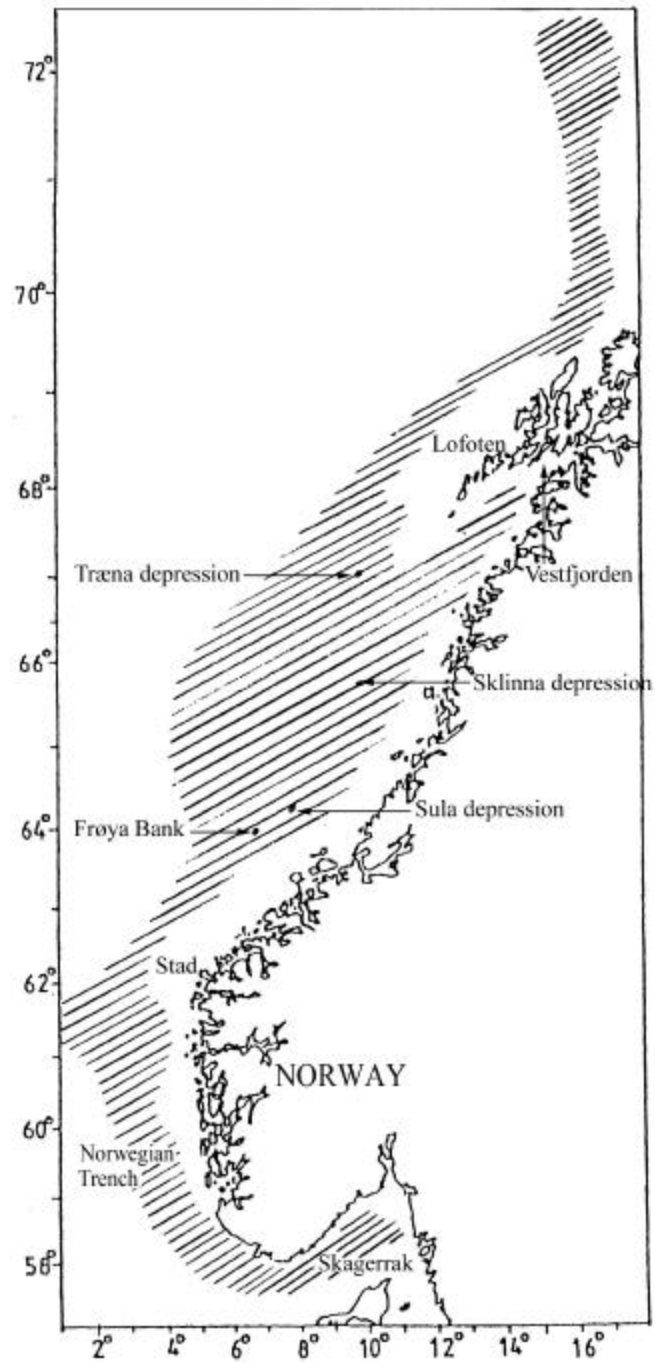 72°
70°
Lofoten
68°
Træna depression
Vestfjorden
66°
Sklinna depression
Sula depression
Frøya Bank
64°
Stad
62°
NORWAY
60°
Norwegian
Trench
58°
Skagerrak
2° 4° 6° 8° 10° 12° 14° 16°